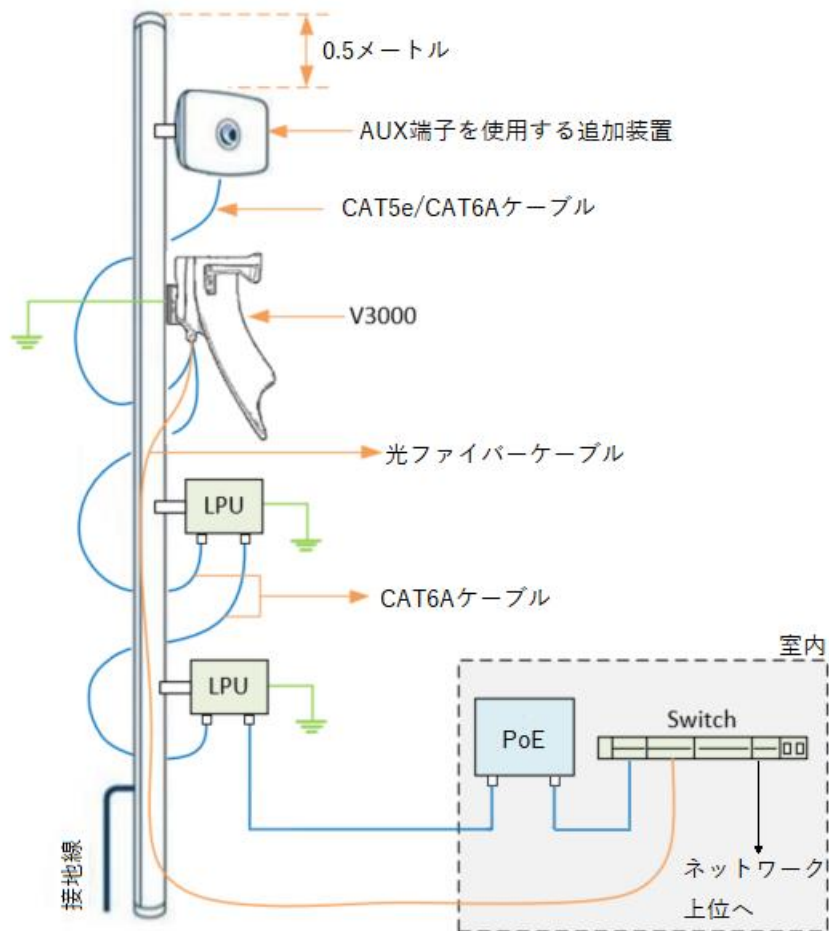 0.5メートル
AUX端子を使用する追加装置
CAT5e/CAT6Aケーブル
V3000
光ファイバーケーブル
LPU
CAT6Aケーブル
LPU
室内
PoE
Switch
ネットワーク
上位へ
接地線